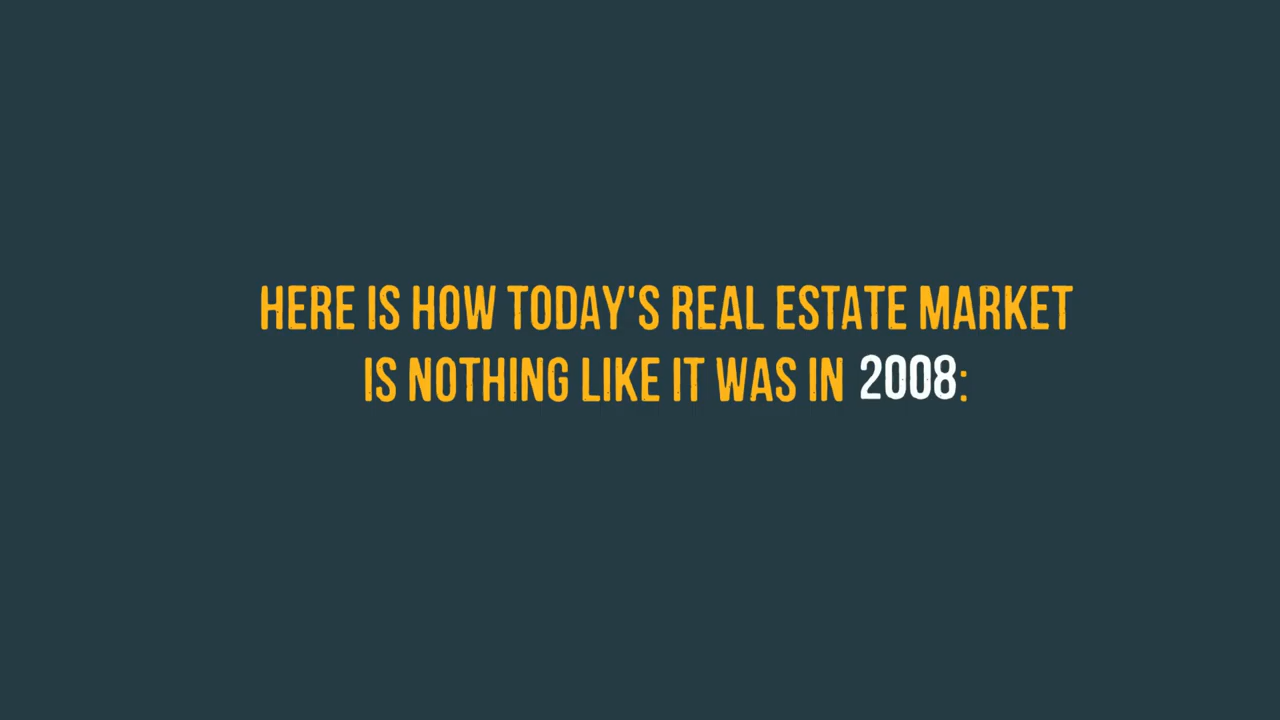 HERE IS HOW TODAY'S REAL ESTATE MARKET
IS NOTHING LIKE IT WAS IN 2008: